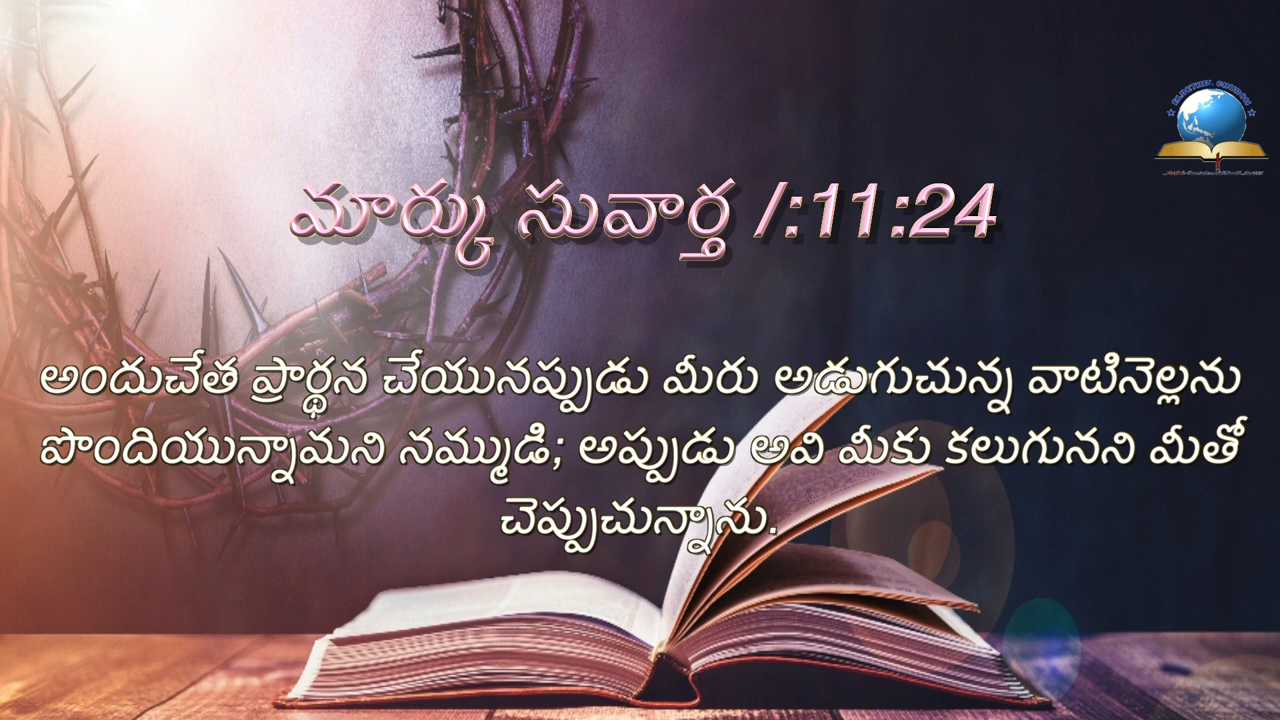 మార్కు సువార్త /:11:24
అందుచేత ప్రార్థన చేయునప్పుడు మీరు అడుగుచున్న వాటినెల్లను
పొందియున్నామని నమ్ముడి; అప్పుడు అవి మీకు కలుగునని మీతో
చెప్పుచున్నాను.